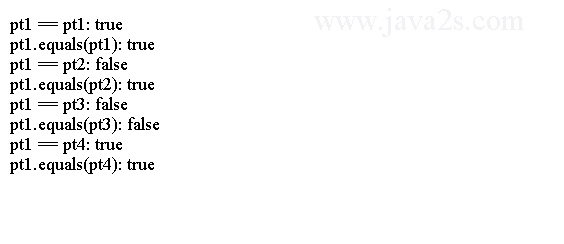 www.java2s.com
pt1 == pt1: true
pt1.equals(pt1): true
pt1 == pt2: false
pt1.equals(pt2): true
pt1 == pt3: false
pt1.equals(pt3): false
pt1 == pt4: true
pt1.equals(pt4): true